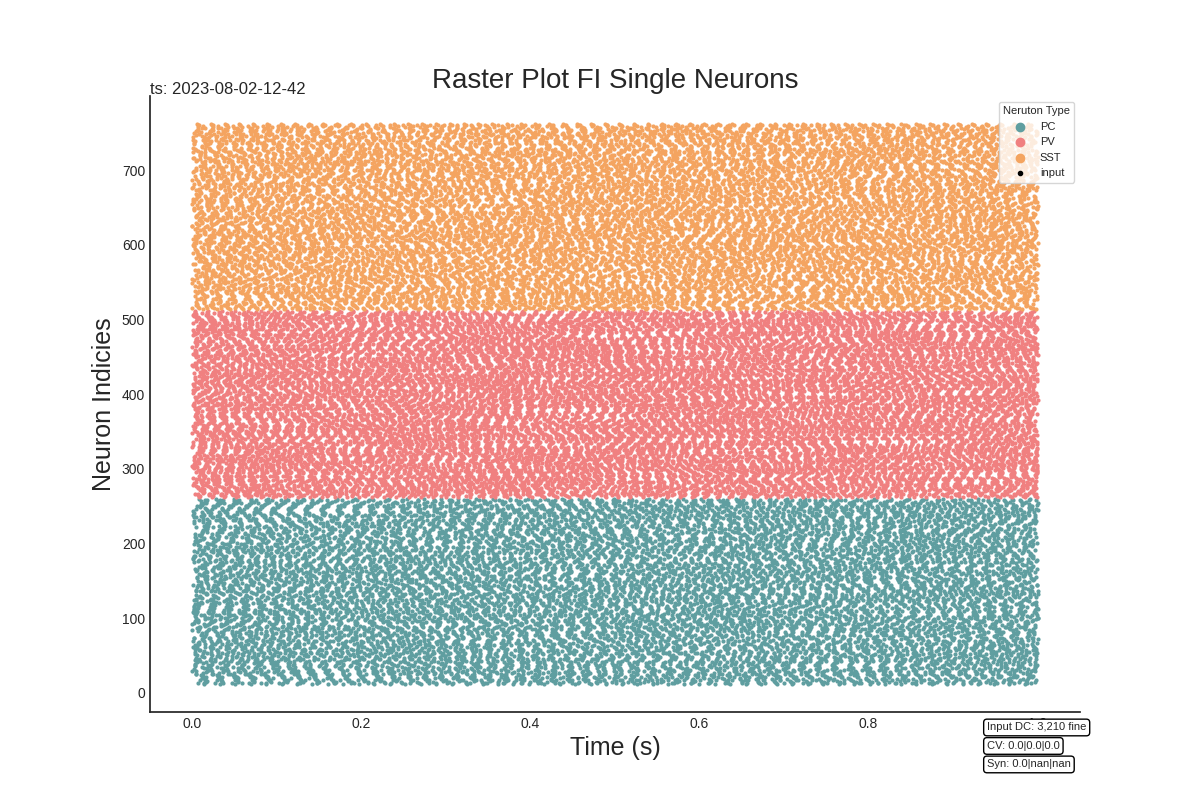 Raster Plot FI Single Neurons
ts: 2023-08-02-12-42
Neruton Type
PC
PV
SST
input
Neuron Indicies
700
600
500
400
300
200
100
0
0.0 0.2 0.4 0.6 0.8
Time (s)
Input DC: 3,210 fine
CV: 0.0|0.0|0.0
Syn: 0.0|nan|nan